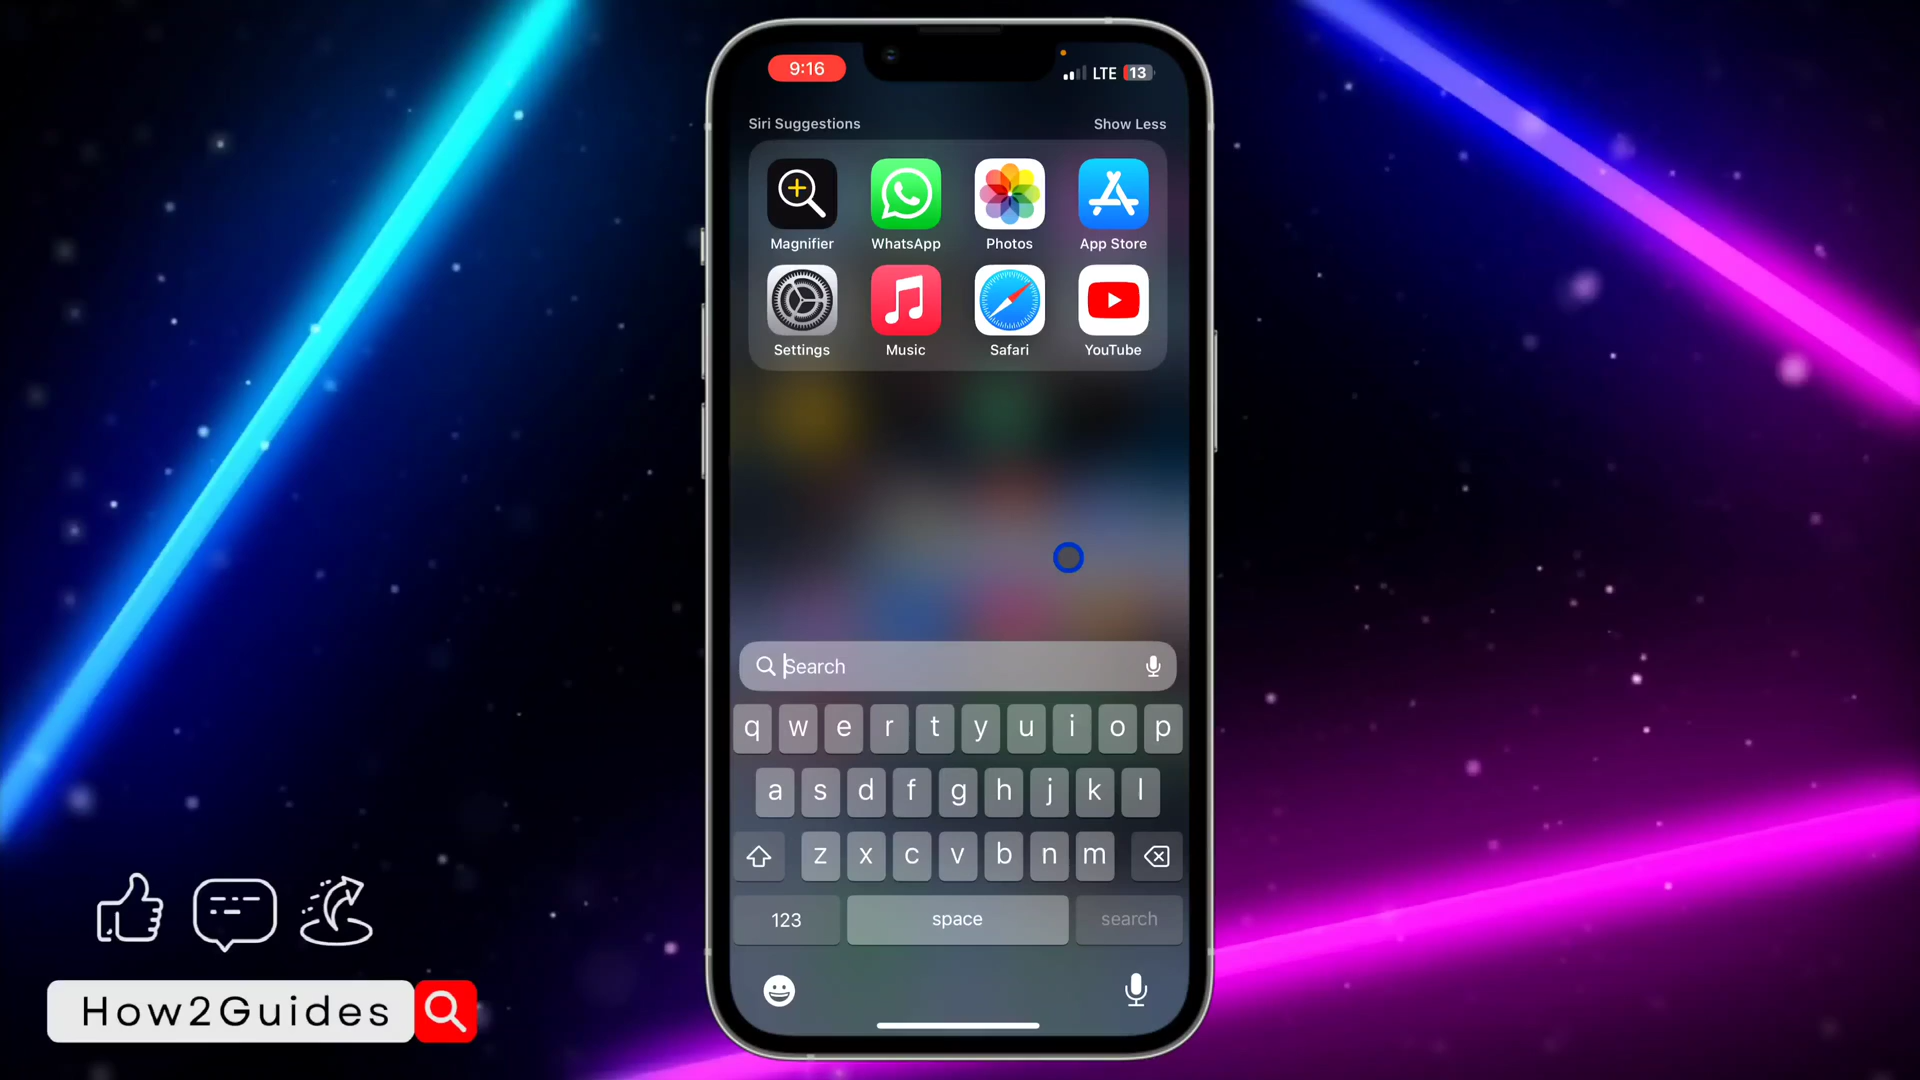 9:16
LTE 13
Siri Suggestions Show Less
Magnifier WhatsApp Photos App Store
Settings Music Safari YouTube
Search
q w e r t y u i o p
a s d f g h j k l
z x c v b n m
123 space search
How2Guides